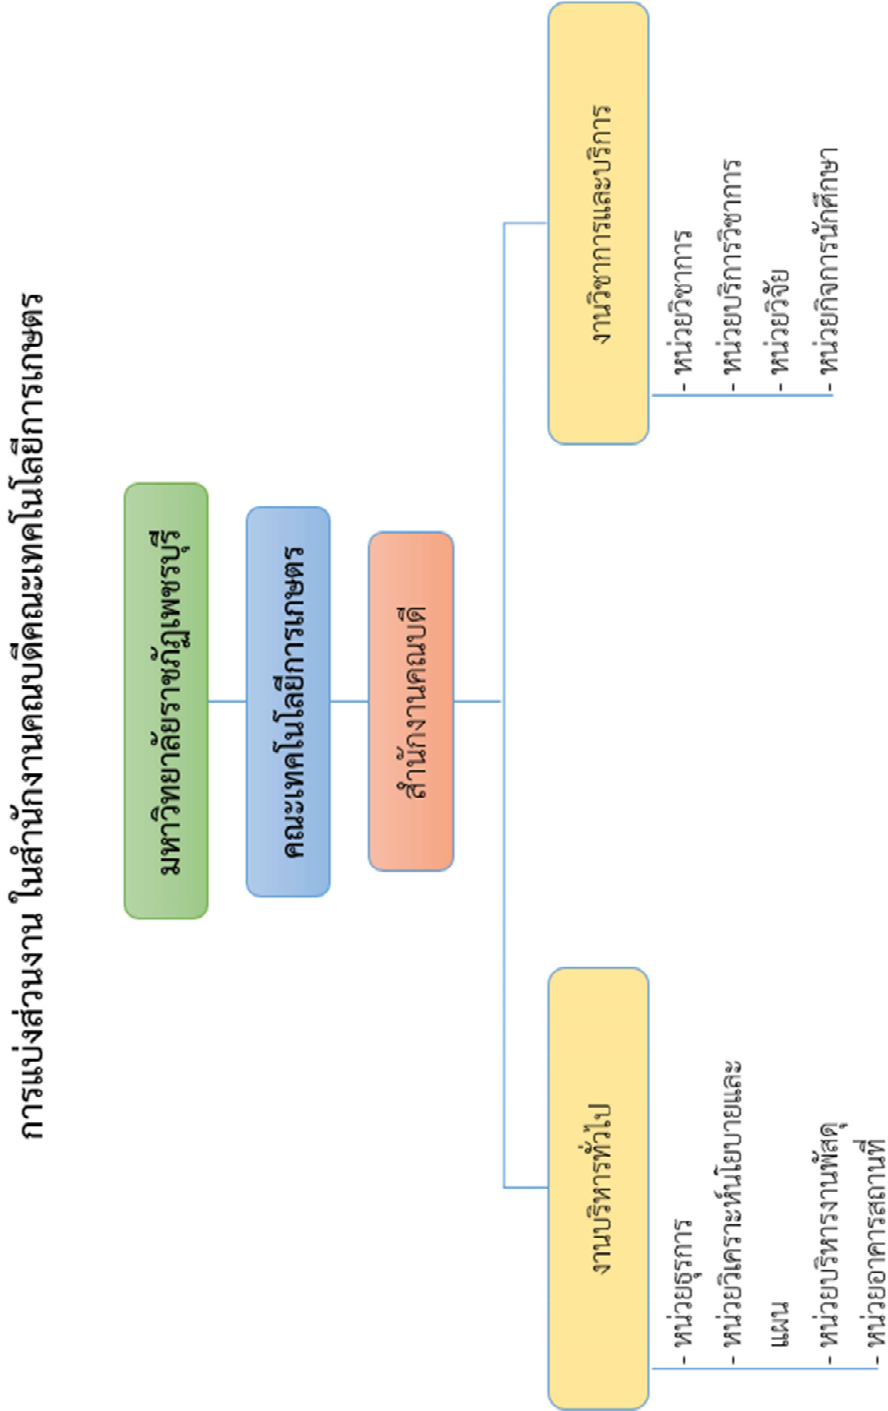 การแบ่งส่วนงาน ในสำนักงานคณบดีคณะเทคโนโลยีการเกษตร
มหาวิทยาลัยราชภัฏเพชรบุรี
คณะเทคโนโลยีการเกษตร
สำนักงานคณบดี
งานบริหารทั่วไป
- หน่วยธุรการ
- หน่วยวิเคราะห์นโยบายและ
แผน
- หน่วยบริหารงานพัสดุ
- หน่วยอาคารสถานที่
งานวิชาการและบริการ
- หน่วยวิชาการ
- หน่วยบริการวิชาการ
- หน่วยวิจัย
- หน่วยกิจการนักศึกษา